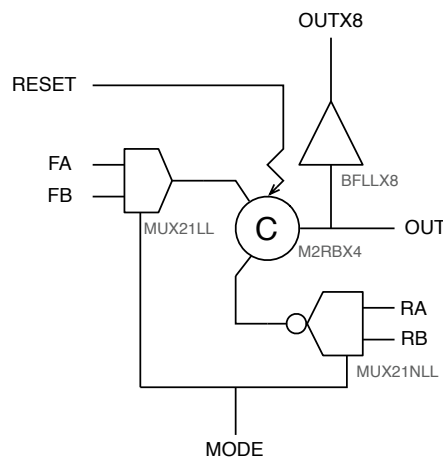 OUTX8
RESET
FA
FB
BFLLX8
MUX21LL
C
OUT
M2RBX4
RA
RB
MUX21NLL
MODE